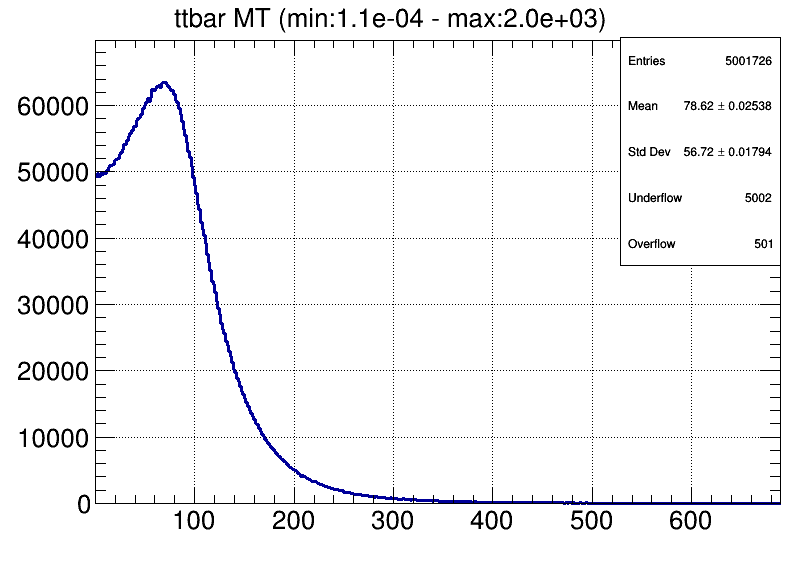 ttbar MT (min:1.1e-04 - max:2.0e+03)
Entries 5001726
Mean 78.62 ± 0.02538
Std Dev 56.72 ± 0.01794
Underflow 5002
Overflow 501
60000
50000
40000
30000
20000
10000
0
100 200 300 400 500 600